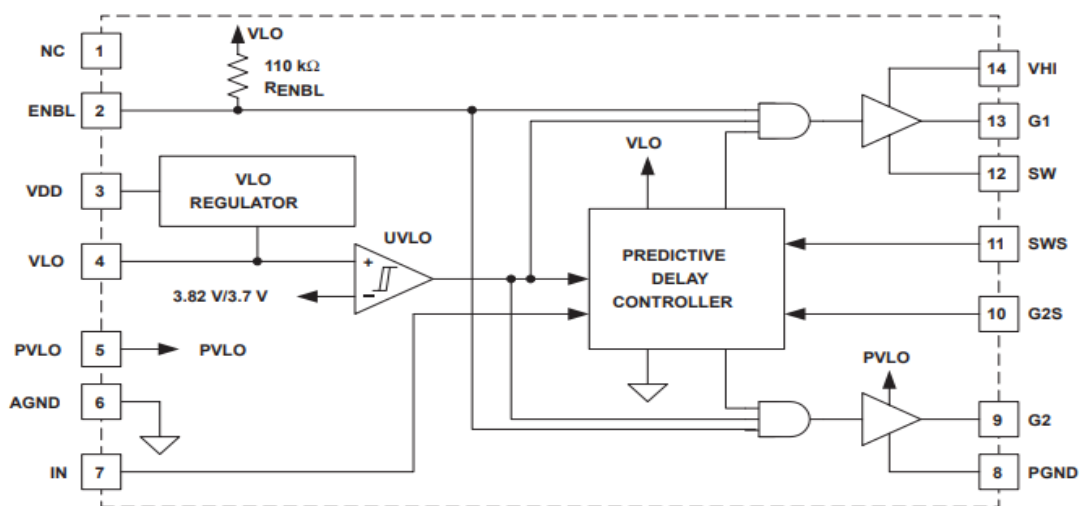 NC 1
VLO
110 kΩ
RENBL
ENBL 2
VDD 3
VLO
REGULATOR
VLO 4
UVLO
+
−
3.82 V/3.7 V
PVLO 5
PVLO
AGND 6
IN 7
VLO
PREDICTIVE
DELAY
CONTROLLER
PVLO
14 VHI
13 G1
12 SW
11 SWS
10 G2S
9 G2
8 PGND